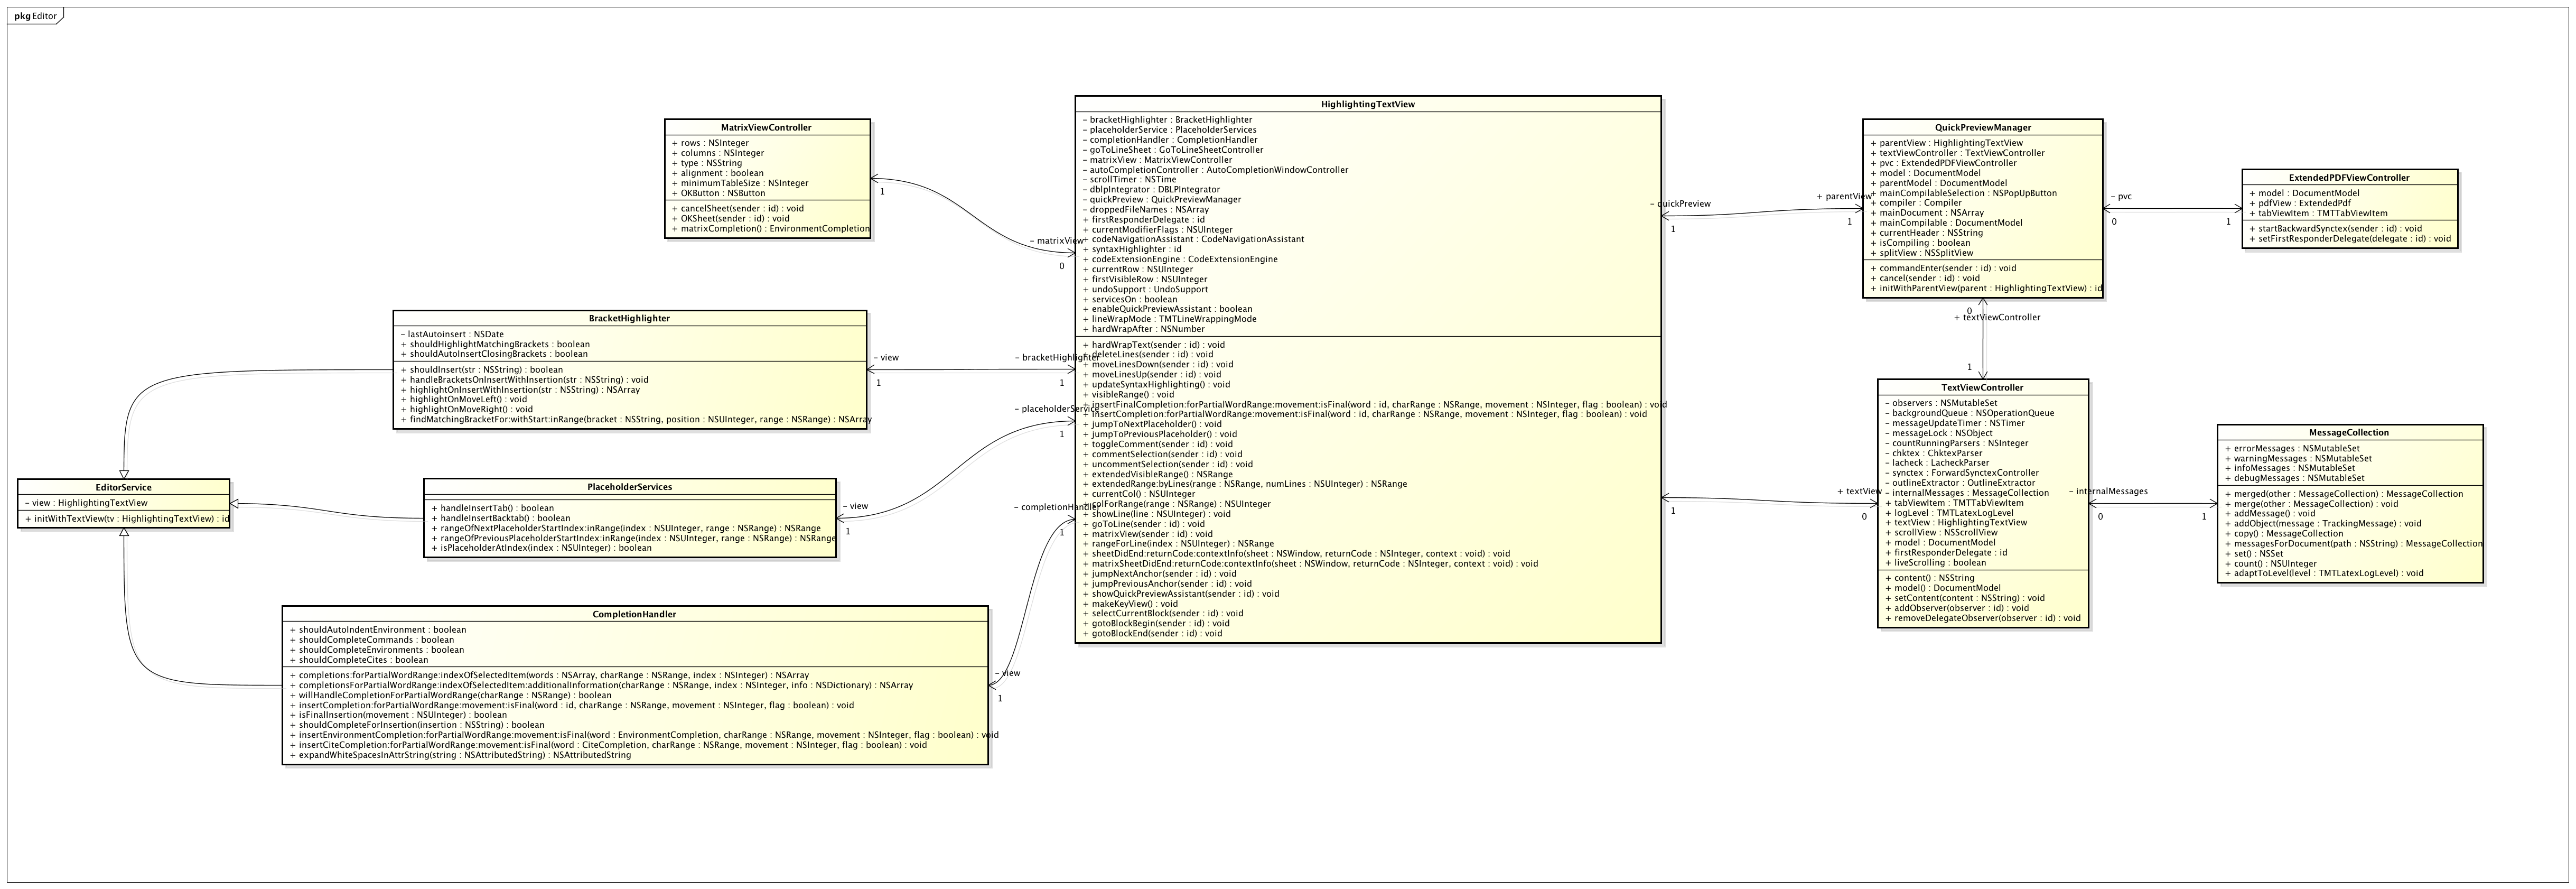 pkg Editor
MatrixViewController
+ rows : NSInteger
+ columns : NSInteger
+ type : NSString
+ alignment : boolean
+ minimumTableSize : NSInteger
+ OKButton : NSButton
+ cancelSheet(sender : id) : void
+ OKSheet(sender : id) : void
+ matrixCompletion() : EnvironmentCompletion
1
– matrixView
0
BracketHighlighter
– lastAutoinsert : NSDate
+ shouldHighlightMatchingBrackets : boolean
+ shouldAutoInsertClosingBrackets : boolean
+ shouldInsert(str : NSString) : boolean
+ handleBracketsOnInsertWithInsertion(str : NSString) : void
+ highlightOnInsertWithInsertion(str : NSString) : NSArray
+ highlightOnMoveLeft() : void
+ highlightOnMoveRight() : void
+ findMatchingBracketFor:withStart:inRange(bracket : NSString, position : NSUInteger, range : NSRange) : NSArray
– view
1
– bracketHighlighter
1
EditorService
– view : HighlightingTextView
+ initWithTextView(tv : HighlightingTextView) : id
PlaceholderServices
+ handleInsertTab() : boolean
+ handleInsertBacktab() : boolean
+ rangeOfNextPlaceholderStartIndex:inRange(index : NSUInteger, range : NSRange) : NSRange
+ rangeOfPreviousPlaceholderStartIndex:inRange(index : NSUInteger, range : NSRange) : NSRange
+ isPlaceholderAtIndex(index : NSUInteger) : boolean
– view
1
– placeholderService
1
CompletionHandler
+ shouldAutoIndentEnvironment : boolean
+ shouldCompleteCommands : boolean
+ shouldCompleteEnvironments : boolean
+ shouldCompleteCites : boolean
+ completions:forPartialWordRange:indexOfSelectedItem(words : NSArray, charRange : NSRange, index : NSInteger) : NSArray
+ completionsForPartialWordRange:indexOfSelectedItem:additionalInformation(charRange : NSRange, index : NSInteger, info : NSDictionary) : NSArray
+ willHandleCompletionForPartialWordRange(charRange : NSRange) : boolean
+ insertCompletion:forPartialWordRange:movement:isFinal(word : id, charRange : NSRange, movement : NSInteger, flag : boolean) : void
+ isFinalInsertion(movement : NSUInteger) : boolean
+ shouldCompleteForInsertion(insertion : NSString) : boolean
+ insertEnvironmentCompletion:forPartialWordRange:movement:isFinal(word : EnvironmentCompletion, charRange : NSRange, movement : NSInteger, flag : boolean) : void
+ insertCiteCompletion:forPartialWordRange:movement:isFinal(word : CiteCompletion, charRange : NSRange, movement : NSInteger, flag : boolean) : void
+ expandWhiteSpacesInAttrString(string : NSAttributedString) : NSAttributedString
– view
1
– completionHandler
1
HighlightingTextView
– bracketHighlighter : BracketHighlighter
– placeholderService : PlaceholderServices
– completionHandler : CompletionHandler
– goToLineSheet : GoToLineSheetController
– matrixView : MatrixViewController
– autoCompletionController : AutoCompletionWindowController
– scrollTimer : NSTime
– dblpIntegrator : DBLPIntegrator
– quickPreview : QuickPreviewManager
– droppedFileNames : NSArray
+ firstResponderDelegate : id
+ currentModifierFlags : NSUInteger
+ codeNavigationAssistant : CodeNavigationAssistant
+ syntaxHighlighter : id
+ codeExtensionEngine : CodeExtensionEngine
+ currentRow : NSUInteger
+ firstVisibleRow : NSUInteger
+ undoSupport : UndoSupport
+ servicesOn : boolean
+ enableQuickPreviewAssistant : boolean
+ lineWrapMode : TMTLineWrappingMode
+ hardWrapAfter : NSNumber
+ hardWrapText(sender : id) : void
+ deleteLines(sender : id) : void
+ moveLinesDown(sender : id) : void
+ moveLinesUp(sender : id) : void
+ updateSyntaxHighlighting() : void
+ visibleRange() : void
+ insertFinalCompletion:forPartialWordRange:movement:isFinal(word : id, charRange : NSRange, movement : NSInteger, flag : boolean) : void
+ insertCompletion:forPartialWordRange:movement:isFinal(word : id, charRange : NSRange, movement : NSInteger, flag : boolean) : void
+ jumpToNextPlaceholder() : void
+ jumpToPreviousPlaceholder() : void
+ toggleComment(sender : id) : void
+ commentSelection(sender : id) : void
+ uncommentSelection(sender : id) : void
+ extendedVisibleRange() : NSRange
+ extendedRange:byLines(range : NSRange, numLines : NSUInteger) : NSRange
+ currentCol() : NSUInteger
+ colForRange(range : NSRange) : NSUInteger
+ showLine(line : NSUInteger) : void
+ goToLine(sender : id) : void
+ matrixView(sender : id) : void
+ rangeForLine(index : NSUInteger) : NSRange
+ sheetDidEnd:returnCode:contextInfo(sheet : NSWindow, returnCode : NSInteger, context : void) : void
+ matrixSheetDidEnd:returnCode:contextInfo(sheet : NSWindow, returnCode : NSInteger, context : void) : void
+ jumpNextAnchor(sender : id) : void
+ jumpPreviousAnchor(sender : id) : void
+ showQuickPreviewAssistant(sender : id) : void
+ makeKeyView() : void
+ selectCurrentBlock(sender : id) : void
+ gotoBlockBegin(sender : id) : void
+ gotoBlockEnd(sender : id) : void
– quickPreview
1
+ parentView
1
QuickPreviewManager
+ parentView : HighlightingTextView
+ textViewController : TextViewController
+ pvc : ExtendedPDFViewController
+ model : DocumentModel
+ parentModel : DocumentModel
+ mainCompilableSelection : NSPopUpButton
+ compiler : Compiler
+ mainDocument : NSArray
+ mainCompilable : DocumentModel
+ currentHeader : NSString
+ isCompiling : boolean
+ splitView : NSSplitView
+ commandEnter(sender : id) : void
+ cancel(sender : id) : void
+ initWithParentView(parent : HighlightingTextView) : id
– pvc
0
1
ExtendedPDFViewController
+ model : DocumentModel
+ pdfView : ExtendedPdf
+ tabViewItem : TMTTabViewItem
+ startBackwardSynctex(sender : id) : void
+ setFirstResponderDelegate(delegate : id) : void
0
+ textViewController
1
TextViewController
– observers : NSMutableSet
– backgroundQueue : NSOperationQueue
– messageUpdateTimer : NSTimer
– messageLock : NSObject
– countRunningParsers : NSInteger
– chktex : ChktexParser
– lacheck : LacheckParser
– synctex : ForwardSynctexController
– outlineExtractor : OutlineExtractor
– internalMessages : MessageCollection
+ tabViewItem : TMTTabViewItem
+ logLevel : TMTLatexLogLevel
+ textView : HighlightingTextView
+ scrollView : NSScrollView
+ model : DocumentModel
+ firstResponderDelegate : id
+ liveScrolling : boolean
+ content() : NSString
+ model() : DocumentModel
+ setContent(content : NSString) : void
+ addObserver(observer : id) : void
+ removeDelegateObserver(observer : id) : void
1
+ textView
0
– internalMessages
0
1
MessageCollection
+ errorMessages : NSMutableSet
+ warningMessages : NSMutableSet
+ infoMessages : NSMutableSet
+ debugMessages : NSMutableSet
+ merged(other : MessageCollection) : MessageCollection
+ merge(other : MessageCollection) : void
+ addMessage() : void
+ addObject(message : TrackingMessage) : void
+ copy() : MessageCollection
+ messagesForDocument(path : NSString) : MessageCollection
+ set() : NSSet
+ count() : NSUInteger
+ adaptToLevel(level : TMTLatexLogLevel) : void